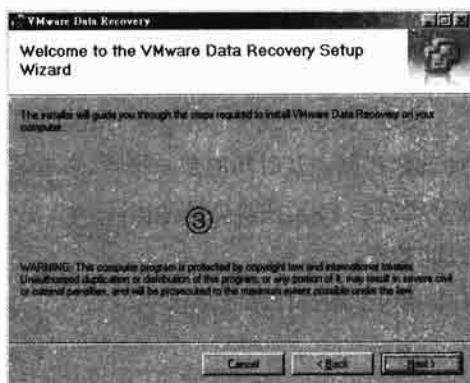 VMware Data Recovery
Welcome to the VMware Data Recovery Setup
Wizard
The installer will guide you through the steps required to install VMware Data Recovery on your
computer.
③
WARNING: This computer program is protected by copyright law and international treaties.
Unauthorized duplication or distribution of this program, or any portion of it, may result in severe civil
or criminal penalties, and will be prosecuted to the maximum extent possible under the law.
Cancel
< Back
Next >